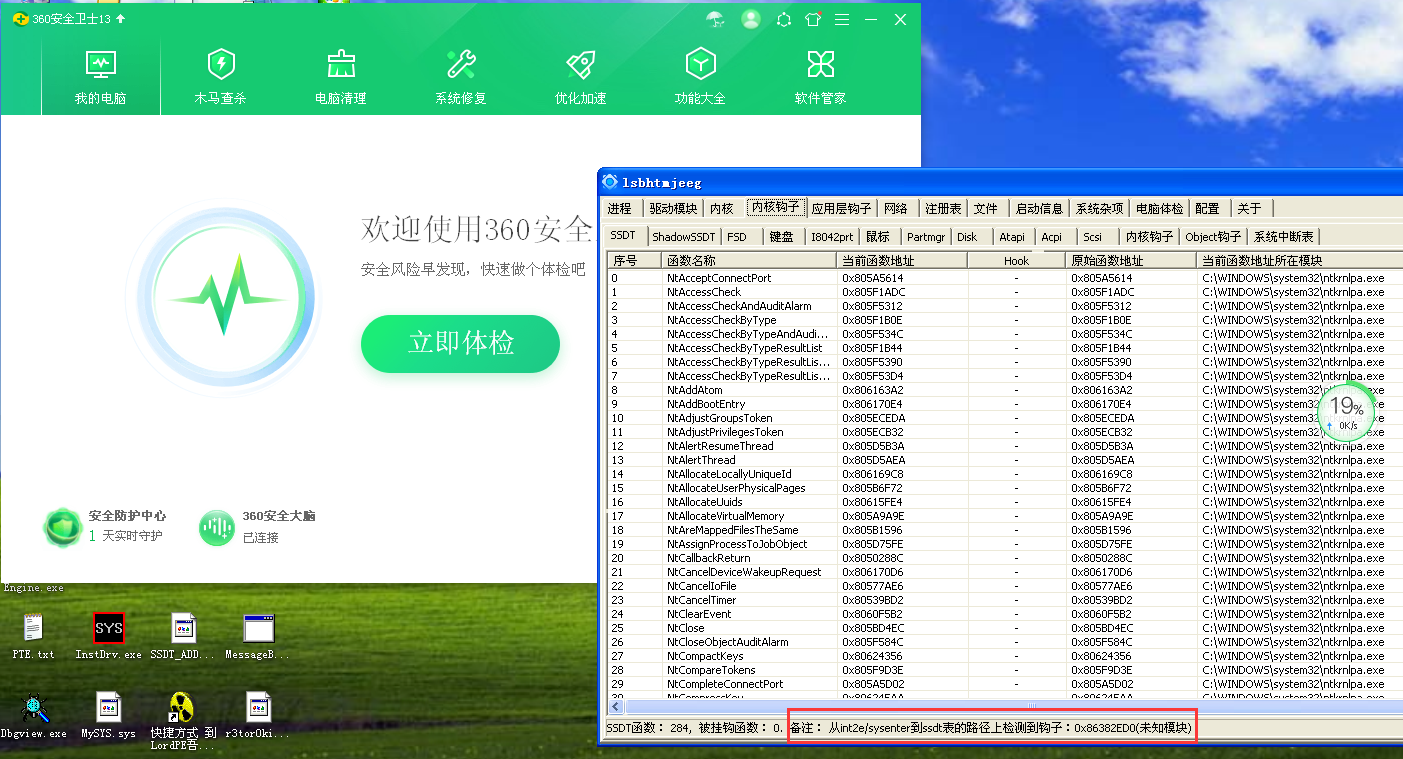 360安全卫士13
我的电脑
木马查杀
电脑清理
系统修复
优化加速
功能大全
软件管家
欢迎使用360安全
安全风险早发现，快速做个体检吧
立即体检
安全防护中心
1 天实时守护
360安全大脑
已连接
lsbhtmjeeg
进程 驱动模块 内核 内核钩子 应用层钩子 网络 注册表 文件 启动信息 系统杂项 电脑体检 配置 关于
SSDT ShadowSSDT FSD 键盘 I8042prt 鼠标 Partmgr Disk Atapi Acpi Scsi 内核钩子 Object钩子 系统中断表
序号 函数名称 当前函数地址 Hook 原始函数地址 当前函数地址所在模块
0 NtAcceptConnectPort 0x805A5614 - 0x805A5614 C:\WINDOWS\system32\ntkrnlpa.exe
1 NtAccessCheck 0x805F1ADC - 0x805F1ADC C:\WINDOWS\system32\ntkrnlpa.exe
2 NtAccessCheckAndAuditAlarm 0x805F5312 - 0x805F5312 C:\WINDOWS\system32\ntkrnlpa.exe
3 NtAccessCheckByType 0x805F1B0E - 0x805F1B0E C:\WINDOWS\system32\ntkrnlpa.exe
4 NtAccessCheckByTypeAndAudi... 0x805F534C - 0x805F534C C:\WINDOWS\system32\ntkrnlpa.exe
5 NtAccessCheckByTypeResultList 0x805F1B44 - 0x805F1B44 C:\WINDOWS\system32\ntkrnlpa.exe
6 NtAccessCheckByTypeResultLis... 0x805F5390 - 0x805F5390 C:\WINDOWS\system32\ntkrnlpa.exe
7 NtAccessCheckByTypeResultLis... 0x805F53D4 - 0x805F53D4 C:\WINDOWS\system32\ntkrnlpa.exe
8 NtAddAtom 0x806163A2 - 0x806163A2 C:\WINDOWS\system32\ntkrnlpa.exe
9 NtAddBootEntry 0x806170E4 - 0x806170E4 C:\WINDOWS\system32\
10 NtAdjustGroupsToken 0x805ECEDA - 0x805ECEDA C:\WINDOWS\system32\
11 NtAdjustPrivilegesToken 0x805ECB32 - 0x805ECB32 C:\WINDOWS\system32\
12 NtAlertResumeThread 0x805D5B3A - 0x805D5B3A C:\WINDOWS\system32\ntkrnlpa.exe
13 NtAlertThread 0x805D5AEA - 0x805D5AEA C:\WINDOWS\system32\ntkrnlpa.exe
14 NtAllocateLocallyUniqueId 0x806169C8 - 0x806169C8 C:\WINDOWS\system32\ntkrnlpa.exe
15 NtAllocateUserPhysicalPages 0x805B6F72 - 0x805B6F72 C:\WINDOWS\system32\ntkrnlpa.exe
16 NtAllocateUuids 0x80615FE4 - 0x80615FE4 C:\WINDOWS\system32\ntkrnlpa.exe
17 NtAllocateVirtualMemory 0x805A9A9E - 0x805A9A9E C:\WINDOWS\system32\ntkrnlpa.exe
18 NtAreMappedFilesTheSame 0x805B1596 - 0x805B1596 C:\WINDOWS\system32\ntkrnlpa.exe
19 NtAssignProcessToJobObject 0x805D75FE - 0x805D75FE C:\WINDOWS\system32\ntkrnlpa.exe
20 NtCallbackReturn 0x8050288C - 0x8050288C C:\WINDOWS\system32\ntkrnlpa.exe
21 NtCancelDeviceWakeupRequest 0x806170D6 - 0x806170D6 C:\WINDOWS\system32\ntkrnlpa.exe
22 NtCancelIoFile 0x80577AE6 - 0x80577AE6 C:\WINDOWS\system32\ntkrnlpa.exe
23 NtCancelTimer 0x80539BD2 - 0x80539BD2 C:\WINDOWS\system32\ntkrnlpa.exe
24 NtClearEvent 0x8060F5B2 - 0x8060F5B2 C:\WINDOWS\system32\ntkrnlpa.exe
25 NtClose 0x805BD4EC - 0x805BD4EC C:\WINDOWS\system32\ntkrnlpa.exe
26 NtCloseObjectAuditAlarm 0x805F584C - 0x805F584C C:\WINDOWS\system32\ntkrnlpa.exe
27 NtCompactKeys 0x80624356 - 0x80624356 C:\WINDOWS\system32\ntkrnlpa.exe
28 NtCompareTokens 0x805F9D3E - 0x805F9D3E C:\WINDOWS\system32\ntkrnlpa.exe
29 NtCompleteConnectPort 0x805A5D02 - 0x805A5D02 C:\WINDOWS\system32\ntkrnlpa.exe
19%
0K/s
SSDT函数： 284, 被挂钩函数： 0. 备注： 从int2e/sysenter到ssdt表的路径上检测到钩子：0x86382ED0(未知模块)
Engine.exe
PTE.txt
SYS
InstDrv.exe
SSDT_ADD...
MessageB...
Dbgview.exe
MySYS.sys
快捷方式 到
LordPE音...
r3tor0ki...